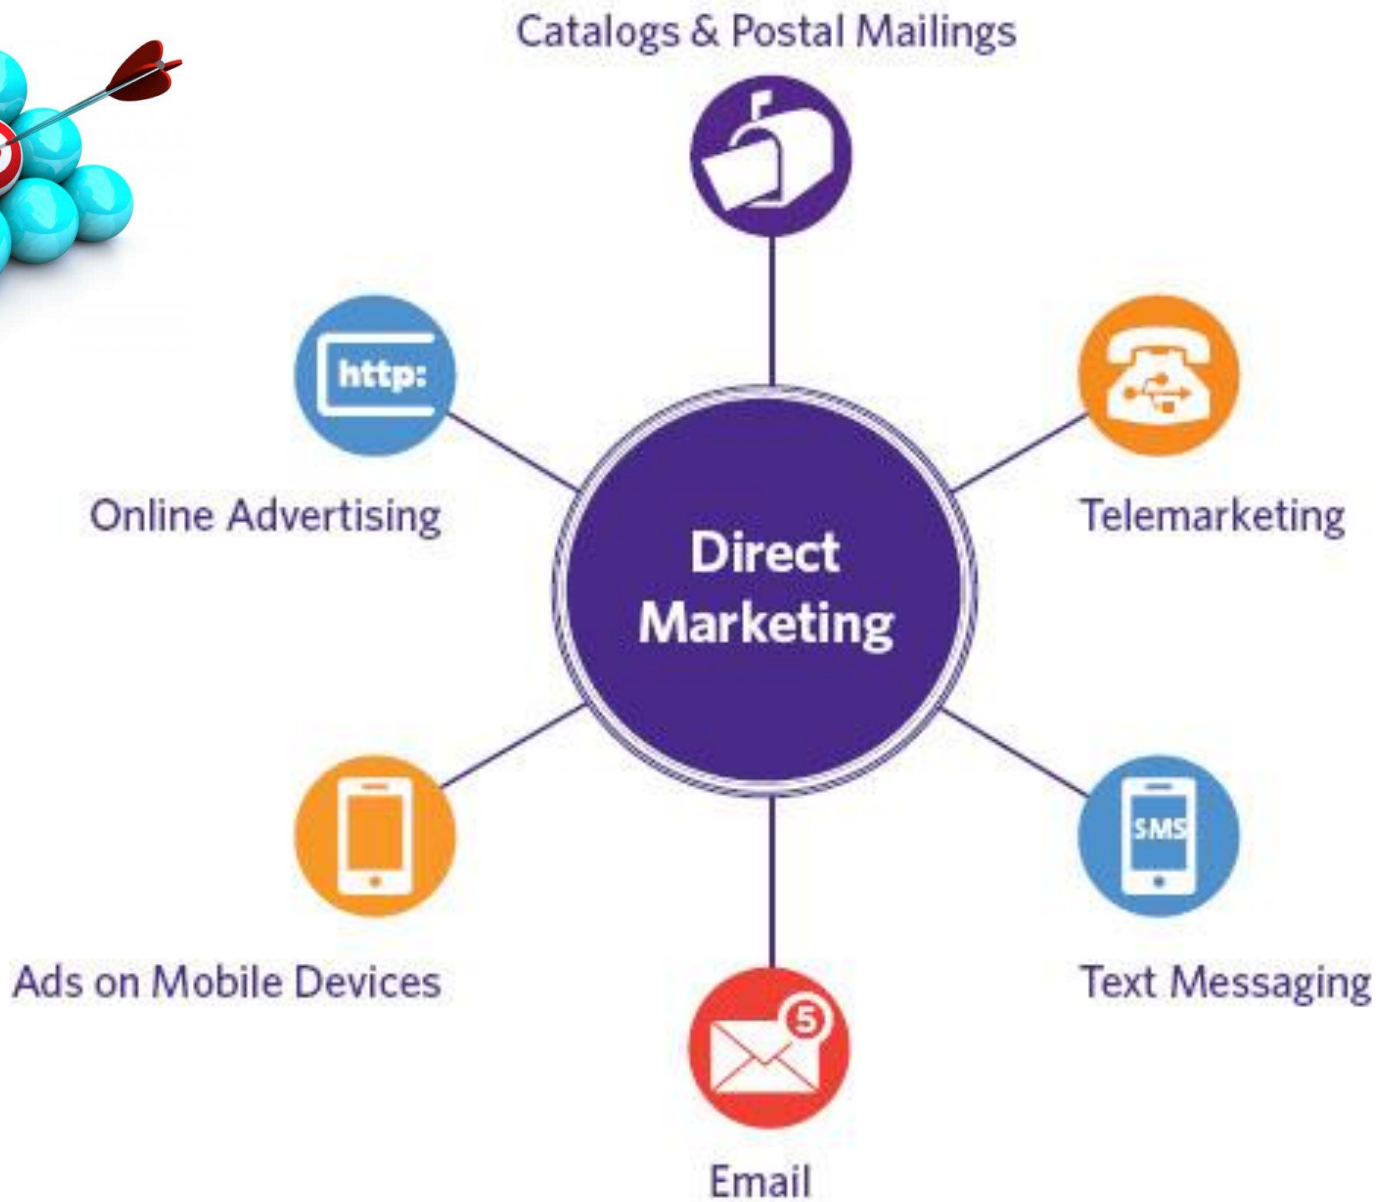 Catalogs & Postal Mailings
http:
Online Advertising
Telemarketing
Direct
Marketing
SMS
Ads on Mobile Devices
Text Messaging
5
Email